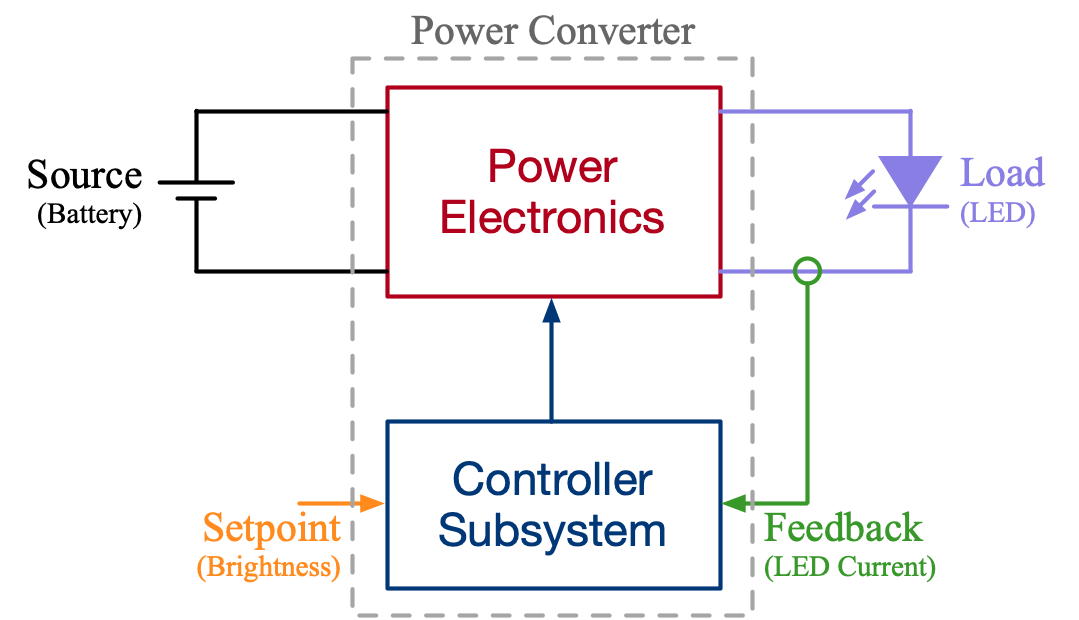 Power Converter
Source
(Battery)
Power
Electronics
Load
(LED)
Controller
Subsystem
Setpoint
(Brightness)
Feedback
(LED Current)